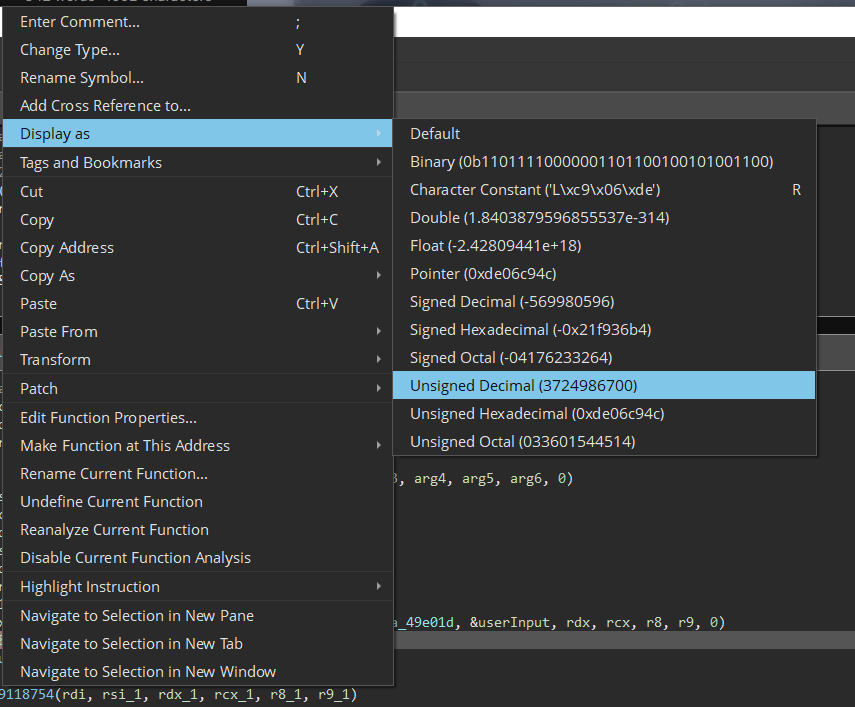 Enter Comment... ;
Change Type... Y
Rename Symbol... N
Add Cross Reference to...
Display as
Default
Tags and Bookmarks
Binary (0b11011110000001101100100101001100)
Cut Ctrl+X
Character Constant ('L\xc9\x06\xde') R
Copy Ctrl+C
Double (1.8403879596855537e-314)
Copy Address Ctrl+Shift+A
Float (-2.42809441e+18)
Copy As
Pointer (0xde06c94c)
Paste Ctrl+V
Signed Decimal (-569980596)
Paste From
Signed Hexadecimal (-0x21f936b4)
Transform
Signed Octal (-04176233264)
Patch
Unsigned Decimal (3724986700)
Edit Function Properties...
Unsigned Hexadecimal (0xde06c94c)
Make Function at This Address
Unsigned Octal (033601544514)
Rename Current Function...
, arg4, arg5, arg6, 0)
Undefine Current Function
Reanalyze Current Function
Disable Current Function Analysis
Highlight Instruction
Navigate to Selection in New Pane
a_49e01d, &userInput, rdx, rcx, r8, r9, 0)
Navigate to Selection in New Tab
Navigate to Selection in New Window
9118754(rdi, rsi_1, rdx_1, rcx_1, r8_1, r9_1)